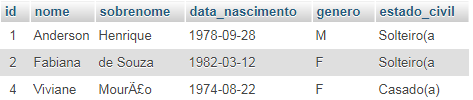 id nome sobrenome data_nascimento genero estado_civil
1 Anderson Henrique 1978-09-28 M Solteiro(a
2 Fabiana de Souza 1982-03-12 F Solteiro(a
4 Viviane MourÃ£o 1974-08-22 F Casado(a)